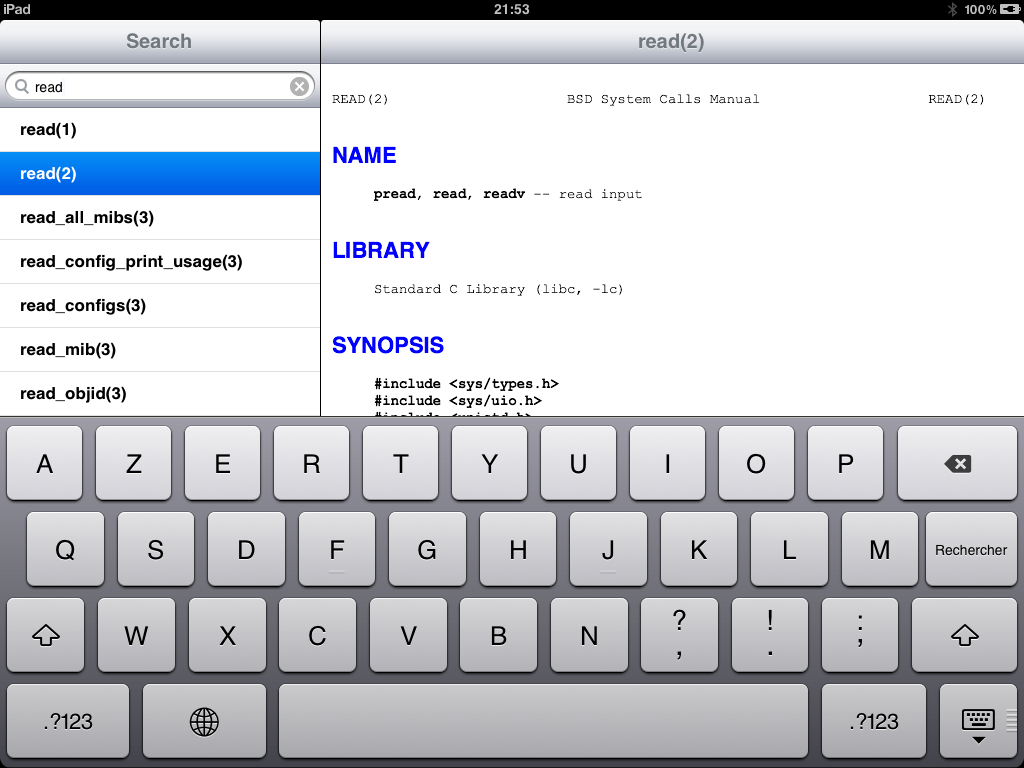 iPad 21:53 100%
Search
read
read(1)
read(2)
read_all_mibs(3)
read_config_print_usage(3)
read_configs(3)
read_mib(3)
read_objid(3)
read(2)
READ(2) BSD System Calls Manual READ(2)
NAME
pread, read, readv -- read input
LIBRARY
Standard C Library (libc, -lc)
SYNOPSIS
#include <sys/types.h>
#include <sys/uio.h>
#include <unistd.h>
A Z E R T Y U I O P
Q S D F G H J K L M Rechercher
W X C V B N ? , ! . : ;
.?123 .?123